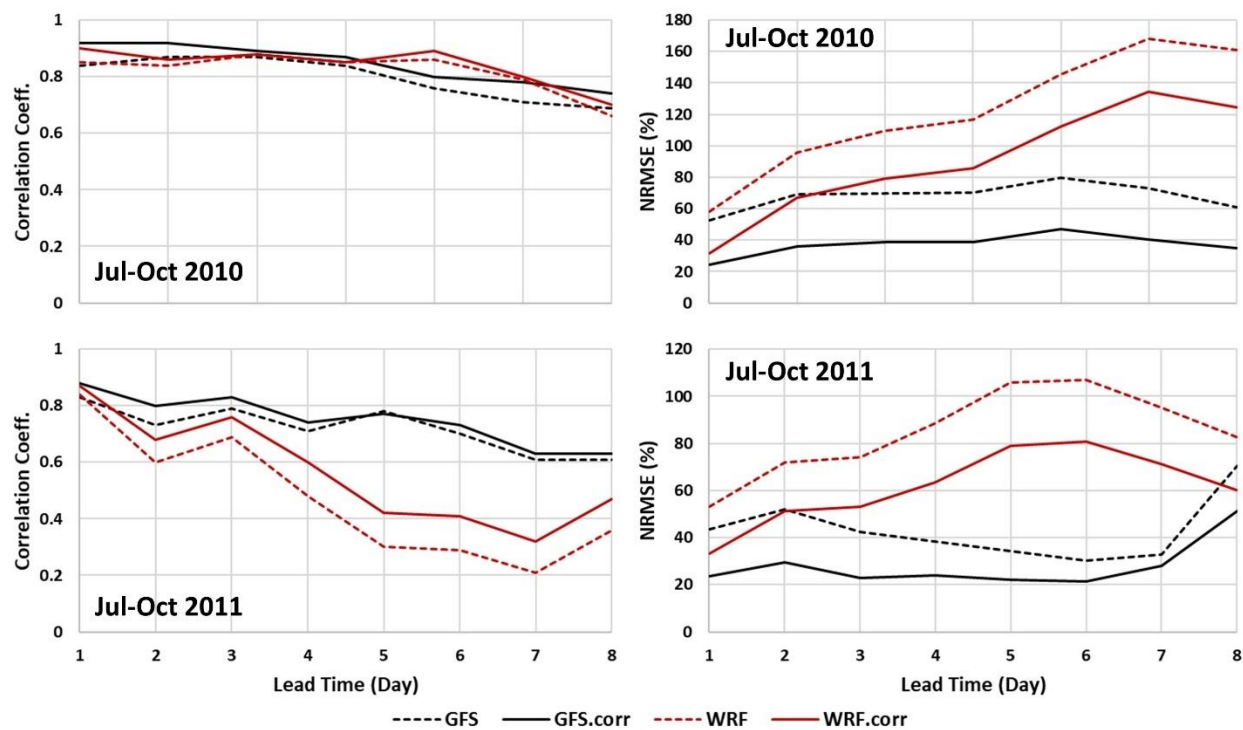 Correlation Coeff.
1
0.8
0.6
0.4
0.2
0
Jul-Oct 2010
NRMSE (%)
180
160
140
120
100
80
60
40
20
0
Jul-Oct 2010
Correlation Coeff.
1
0.8
0.6
0.4
0.2
0
Jul-Oct 2011
1 2 3 4 5 6 7 8
Lead Time (Day)
NRMSE (%)
120
100
80
60
40
20
0
Jul-Oct 2011
1 2 3 4 5 6 7 8
Lead Time (Day)
GFS GFS.corr WRF WRF.corr